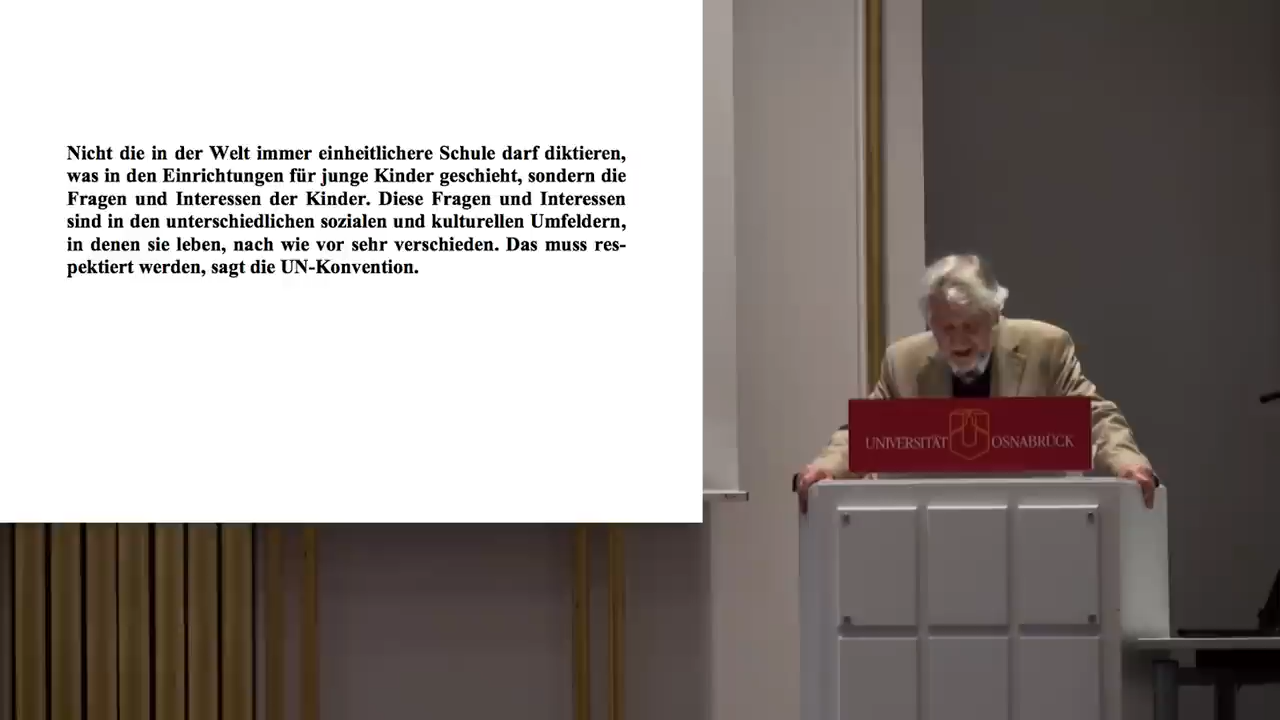 Nicht die in der Welt immer einheitlichere Schule darf diktieren,
was in den Einrichtungen für junge Kinder geschieht, sondern die
Fragen und Interessen der Kinder. Diese Fragen und Interessen
sind in den unterschiedlichen sozialen und kulturellen Umfeldern,
in denen sie leben, nach wie vor sehr verschieden. Das muss res-
pektiert werden, sagt die UN-Konvention.
UNIVERSITÄT OSNABRÜCK